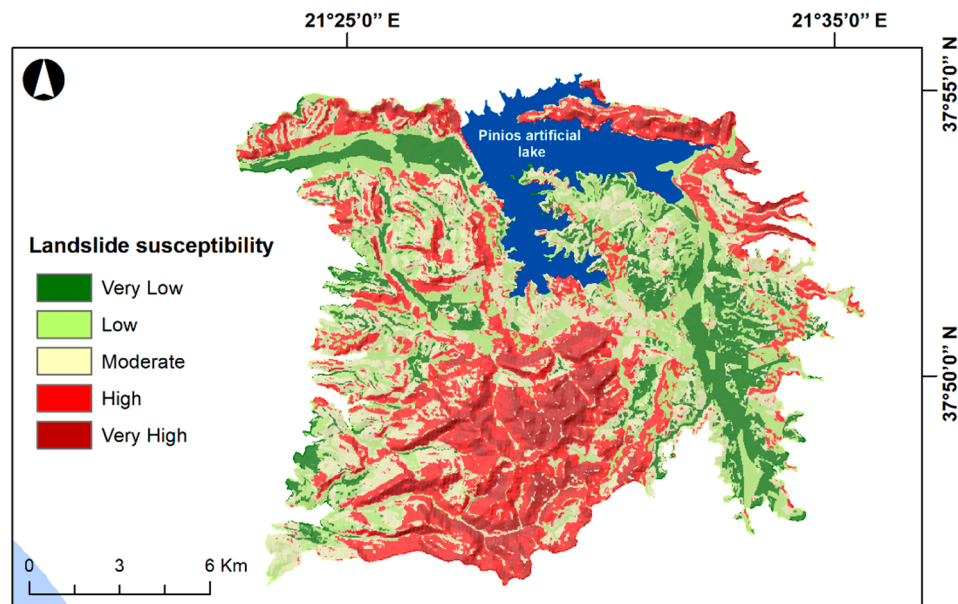 21°25’0’’ E
21°35’0’’ E
37°55’0’’ N
Pinios artificial
lake
Landslide susceptibility
Very Low
Low
Moderate
High
Very High
37°50’0’’ N
0
3
6 Km